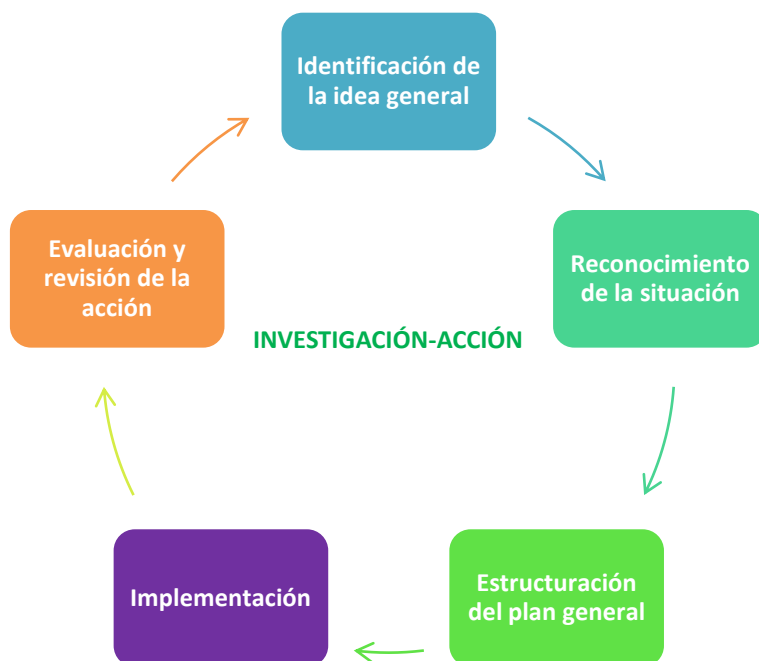 Identificación de
la idea general
Reconocimiento
de la situación
Estructuración
del plan general
Implementación
Evaluación y
revisión de la
acción
INVESTIGACIÓN-ACCIÓN